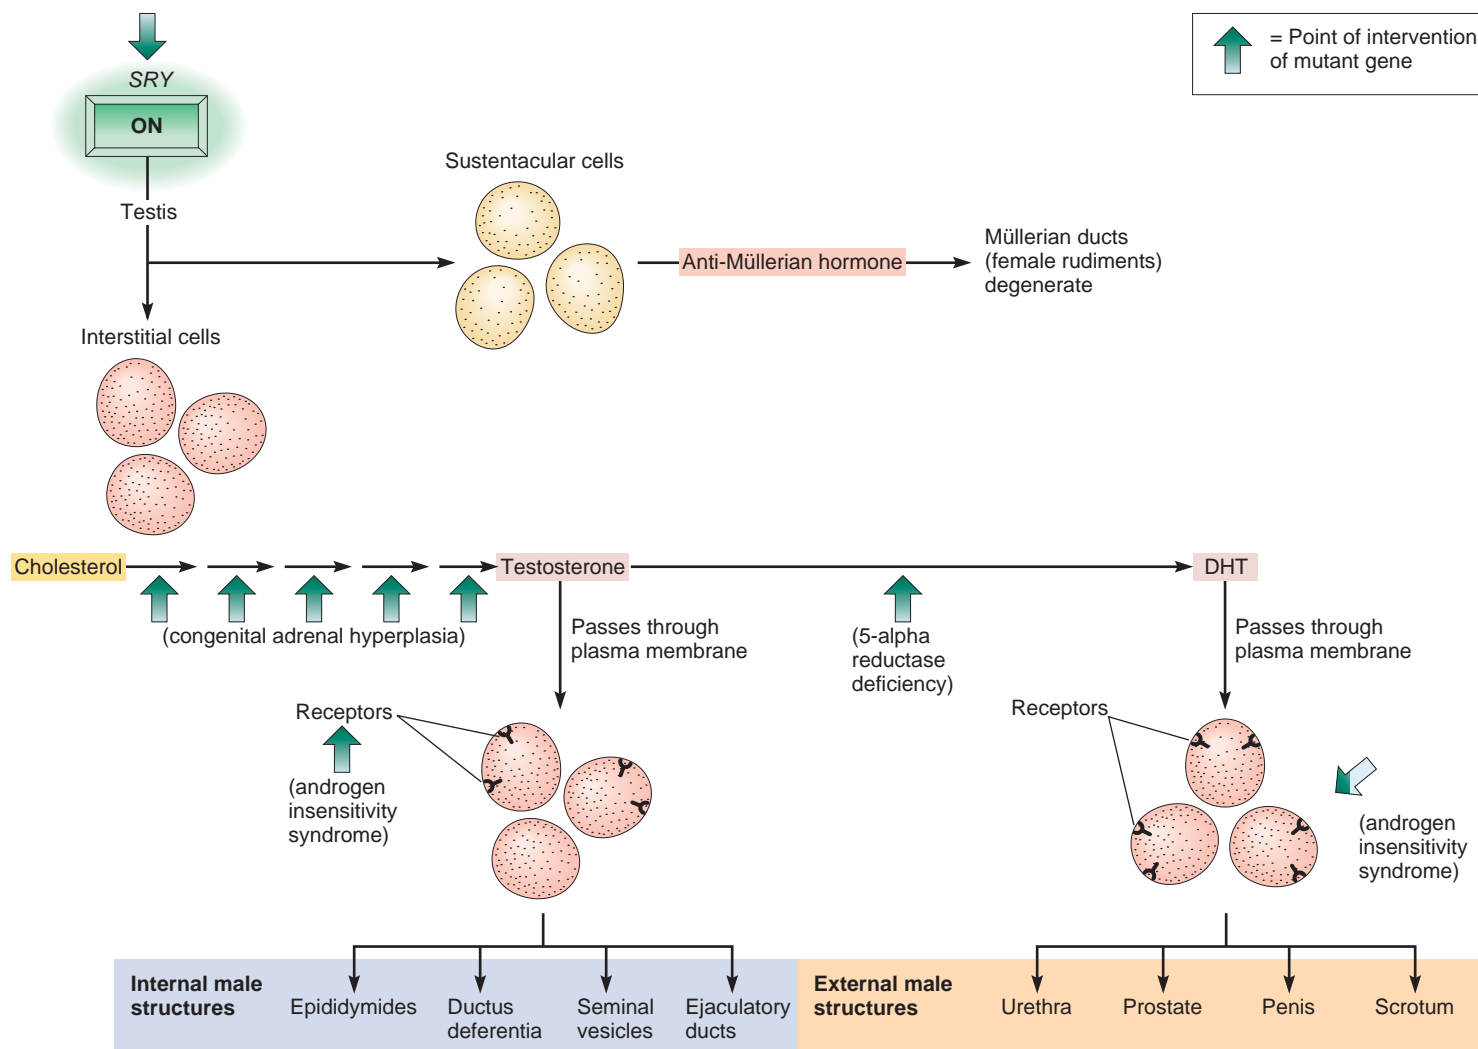 = Point of intervention
of mutant gene
SRY
ON
Testis
Sustentacular cells
Anti-Müllerian hormone
Müllerian ducts
(female rudiments)
degenerate
Interstitial cells
Cholesterol
Testosterone
DHT
(congenital adrenal hyperplasia)
Passes through
plasma membrane
(5-alpha
reductase
deficiency)
Passes through
plasma membrane
Receptors
(androgen
insensitivity
syndrome)
Receptors
(androgen
insensitivity
syndrome)
Internal male
structures
Epididymides
Ductus
deferentia
Seminal
vesicles
Ejaculatory
ducts
External male
structures
Urethra
Prostate
Penis
Scrotum